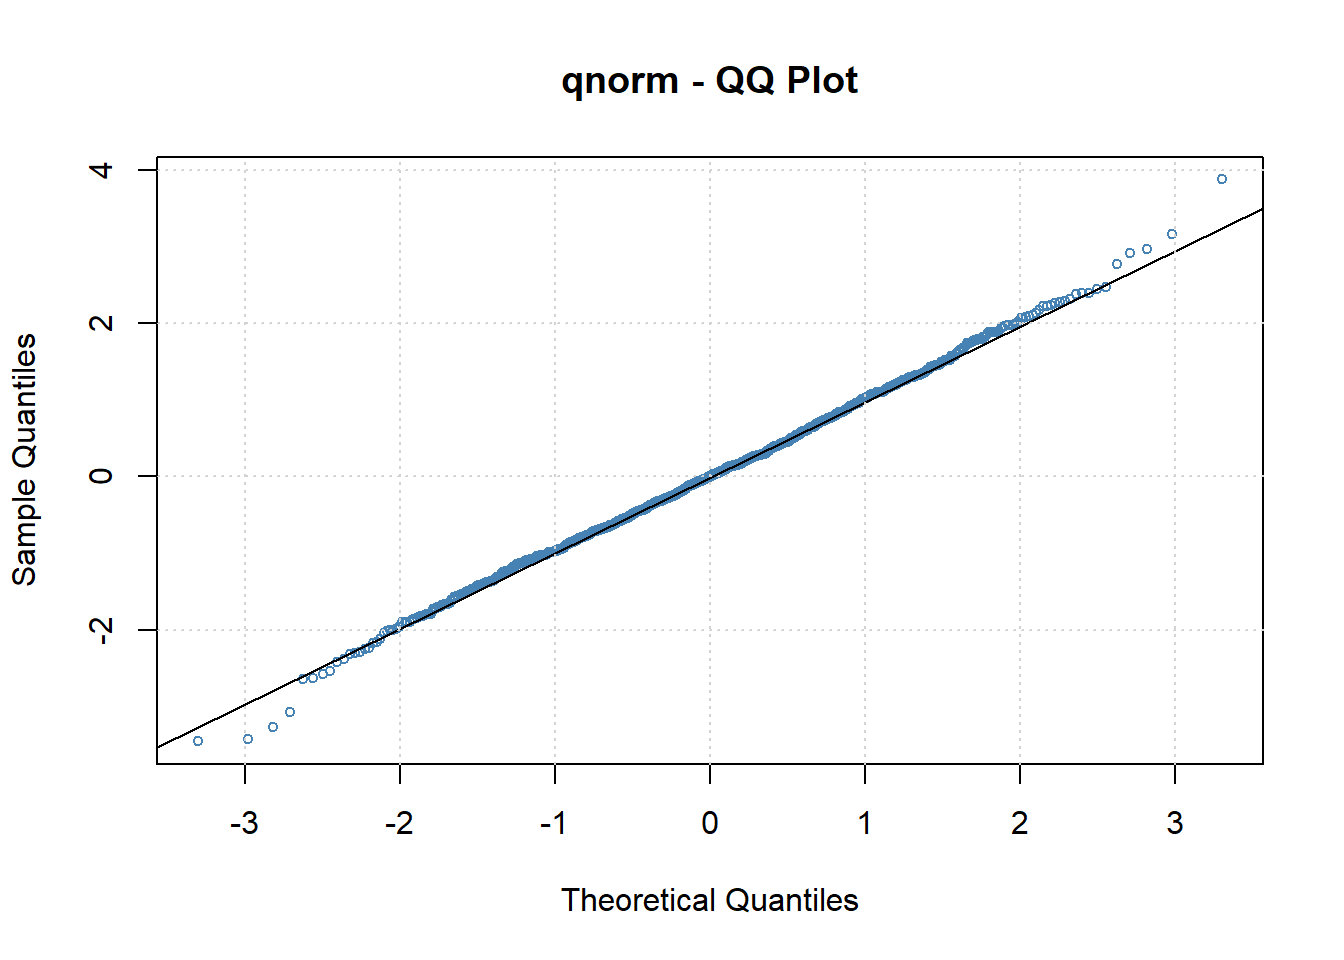 qnorm - QQ Plot
Sample Quantiles
4
2
0
-2
-3 -2 -1 0 1 2 3
Theoretical Quantiles